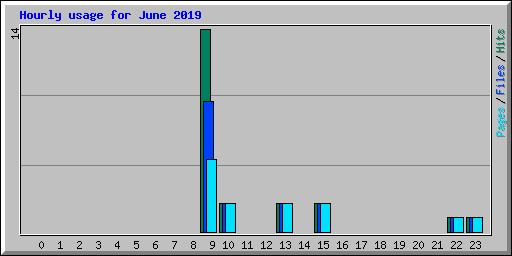 Hourly usage for June 2019
14
Pages/Files/Hits
0 1 2 3 4 5 6 7 8 9 10 11 12 13 14 15 16 17 18 19 20 21 22 23